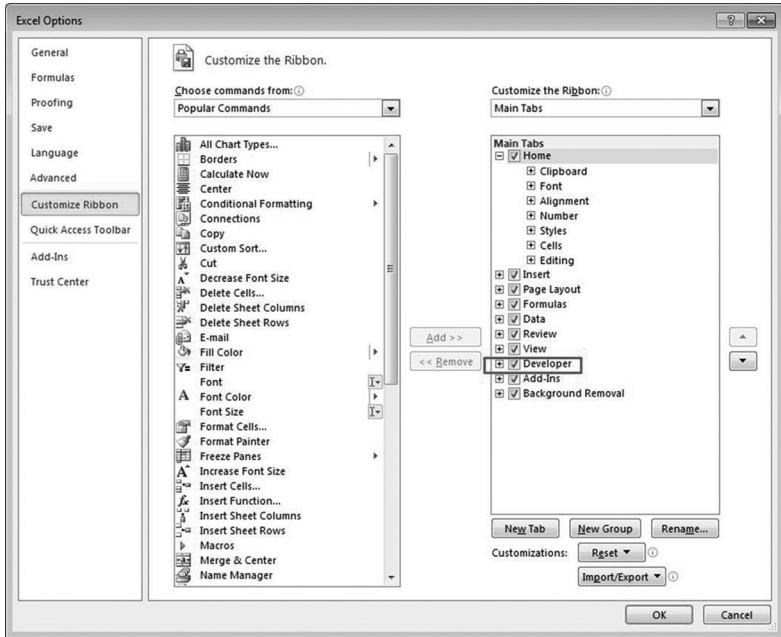 Excel Options
General
Formulas
Proofing
Save
Language
Advanced
Customize Ribbon
Quick Access Toolbar
Add-Ins
Trust Center
Customize the Ribbon.
Choose commands from:
Popular Commands
All Chart Types...
Borders
Calculate Now
Center
Conditional Formatting
Connections
Copy
Custom Sort...
Cut
Decrease Font Size
Delete Cells...
Delete Sheet Columns
Delete Sheet Rows
E-mail
Fill Color
Filter
Font
Font Color
Font Size
Format Cells...
Format Painter
Freeze Panes
Increase Font Size
Insert Cells...
Insert Function...
Insert Sheet Columns
Insert Sheet Rows
Macros
Merge & Center
Name Manager
Add >>
<< Remove
Customize the Ribbon:
Main Tabs
Main Tabs
Home
Clipboard
Font
Alignment
Number
Styles
Cells
Editing
Insert
Page Layout
Formulas
Data
Review
View
Developer
Add-Ins
Background Removal
New Tab
New Group
Rename...
Customizations:
Reset
Import/Export
OK
Cancel